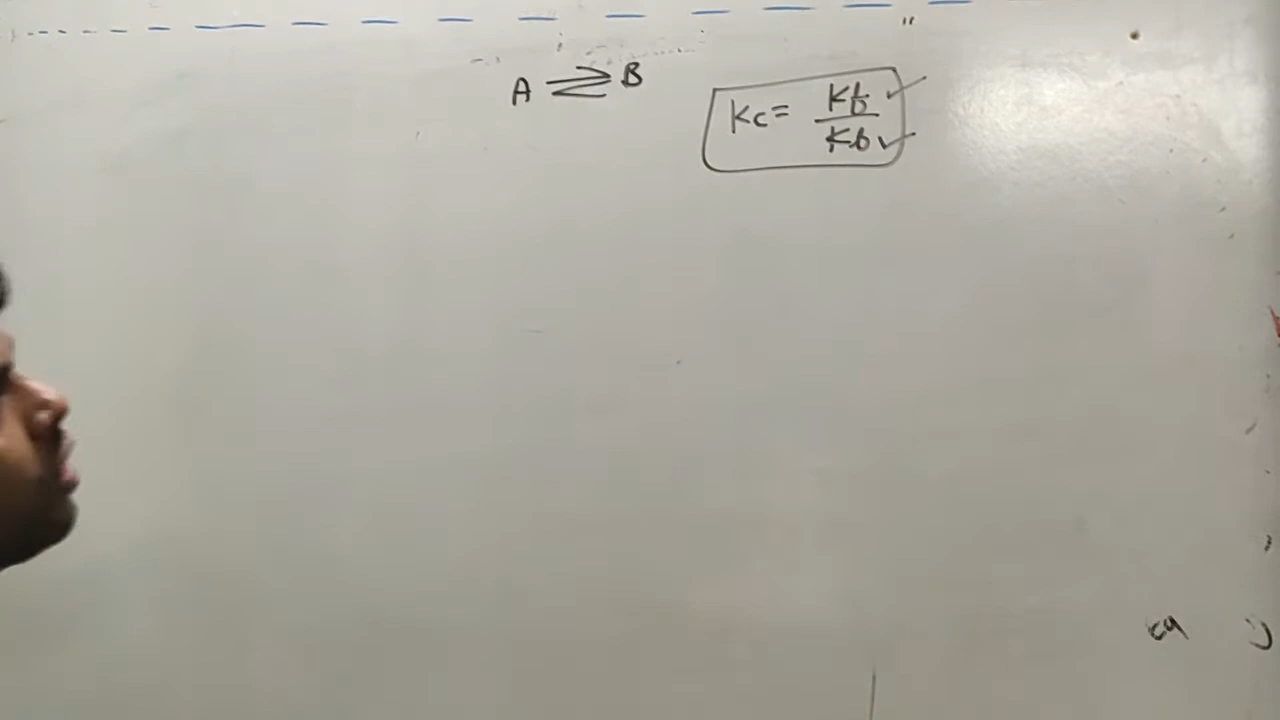 A ⇌ B
Kc = Kf / Kb